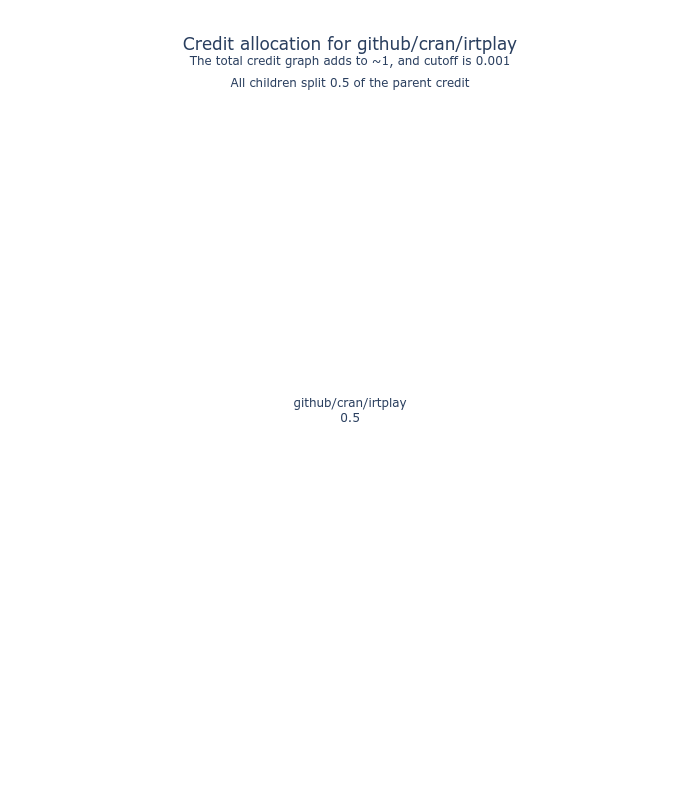 Credit allocation for github/cran/irtplay
The total credit graph adds to ~1, and cutoff is 0.001
All children split 0.5 of the parent credit
github/cran/irtplay
0.5